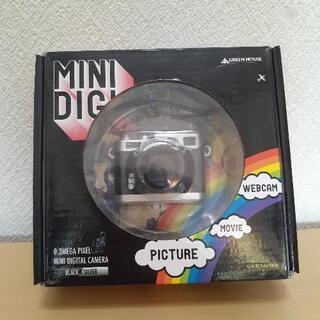 MINI
DIGI
GREEN HOUSE
WEBCAM
MOVIE
PICTURE
0.3MEGA PIXEL
MINI DIGITAL CAMERA
BLACK SILVER